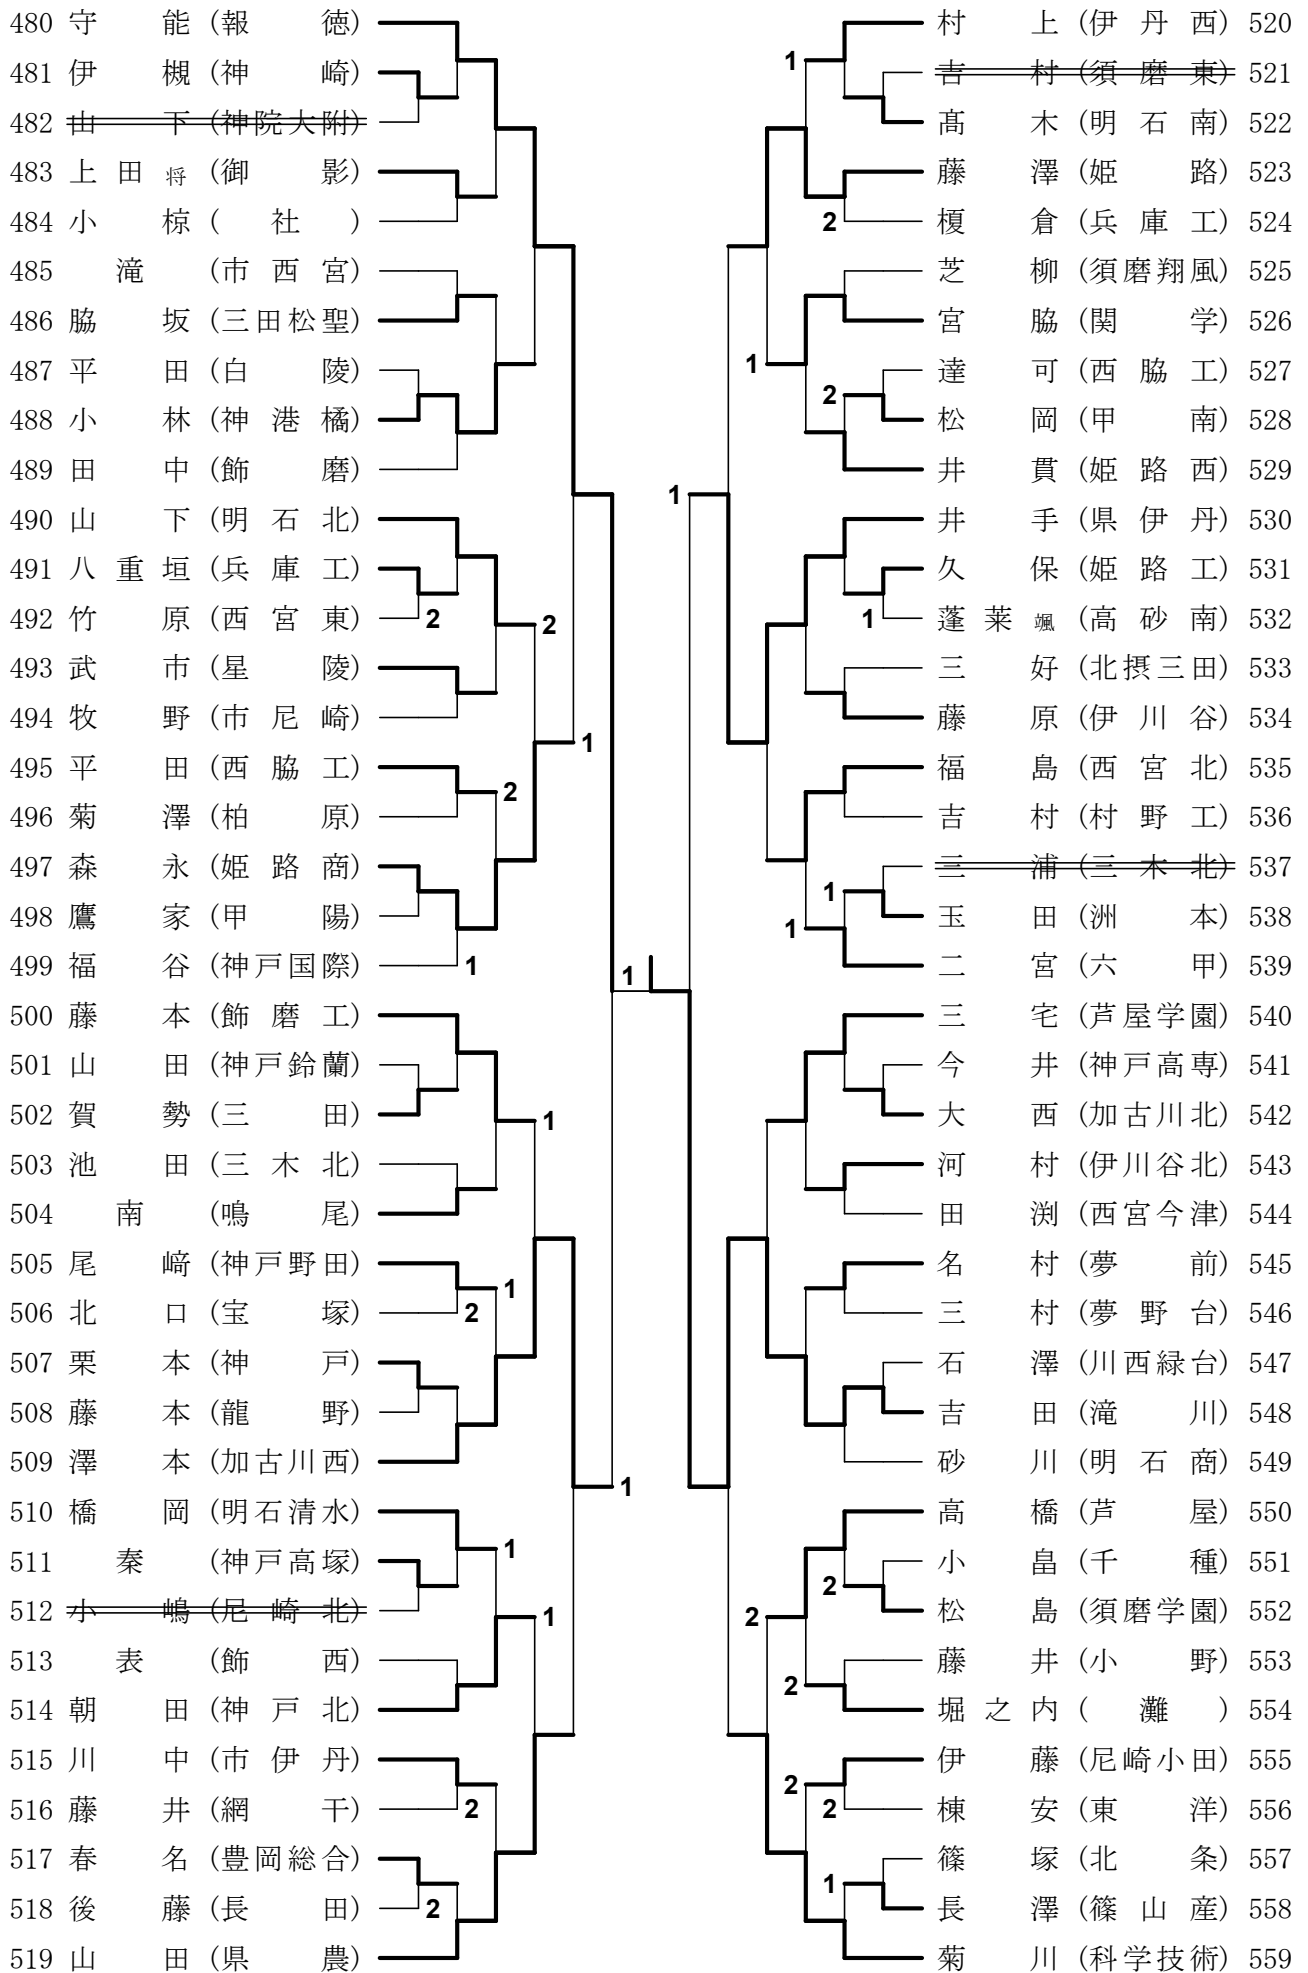 480 守能(報徳)
481 伊槻(神崎)
482 山下(神院大附)
483 上田将(御影)
484 小椋(社)
485 滝(市西宮)
486 脇坂(三田松聖)
487 平田(白陵)
488 小林(神港橘)
489 田中(飾磨)
490 山下(明石北)
491 八重垣(兵庫工)
492 竹原(西宮東) 2
2
493 武市(星陵)
494 牧野(市尼崎)
1
495 平田(西脇工)
2
496 菊澤(柏原)
497 森永(姫路商)
498 鷹家(甲陽)
499 福谷(神戸国際) 1
1
500 藤本(飾磨工)
501 山田(神戸鈴蘭)
502 賀勢(三田)
1
503 池田(三木北)
504 南(鳴尾)
505 尾﨑(神戸野田)
1
506 北口(宝塚) 2
507 栗本(神戸)
508 藤本(龍野)
509 澤本(加古川西)
1
510 橋岡(明石清水)
1
511 秦(神戸高塚)
512 小嶋(尼崎北)
1
513 表(飾西)
514 朝田(神戸北)
515 川中(市伊丹)
516 藤井(網干) 2
517 春名(豊岡総合)
518 後藤(長田) 2
519 山田(県農)
村上(伊丹西) 520
1
吉村(須磨東) 521
髙木(明石南) 522
藤澤(姫路) 523
2 榎倉(兵庫工) 524
芝柳(須磨翔風) 525
宮脇(関学) 526
1
達可(西脇工) 527
2
松岡(甲南) 528
井貫(姫路西) 529
1
井手(県伊丹) 530
久保(姫路工) 531
1 蓬莱颯(高砂南) 532
三好(北摂三田) 533
藤原(伊川谷) 534
福島(西宮北) 535
吉村(村野工) 536
三浦(三木北) 537
1
玉田(洲本) 538
1
二宮(六甲) 539
三宅(芦屋学園) 540
今井(神戸高専) 541
大西(加古川北) 542
河村(伊川谷北) 543
田渕(西宮今津) 544
名村(夢前) 545
三村(夢野台) 546
石澤(川西緑台) 547
吉田(滝川) 548
砂川(明石商) 549
高橋(芦屋) 550
小畠(千種) 551
2
松島(須磨学園) 552
2
藤井(小野) 553
2
堀之内(灘) 554
伊藤(尼崎小田) 555
2
2 棟安(東洋) 556
篠塚(北条) 557
1
長澤(篠山産) 558
菊川(科学技術) 559